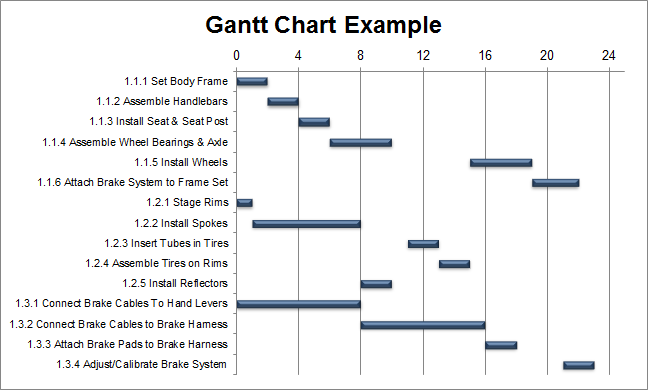 Gantt Chart Example
0 4 8 12 16 20 24
1.1.1 Set Body Frame
1.1.2 Assemble Handlebars
1.1.3 Install Seat & Seat Post
1.1.4 Assemble Wheel Bearings & Axle
1.1.5 Install Wheels
1.1.6 Attach Brake System to Frame Set
1.2.1 Stage Rims
1.2.2 Install Spokes
1.2.3 Insert Tubes in Tires
1.2.4 Assemble Tires on Rims
1.2.5 Install Reflectors
1.3.1 Connect Brake Cables To Hand Levers
1.3.2 Connect Brake Cables to Brake Harness
1.3.3 Attach Brake Pads to Brake Harness
1.3.4 Adjust/Calibrate Brake System